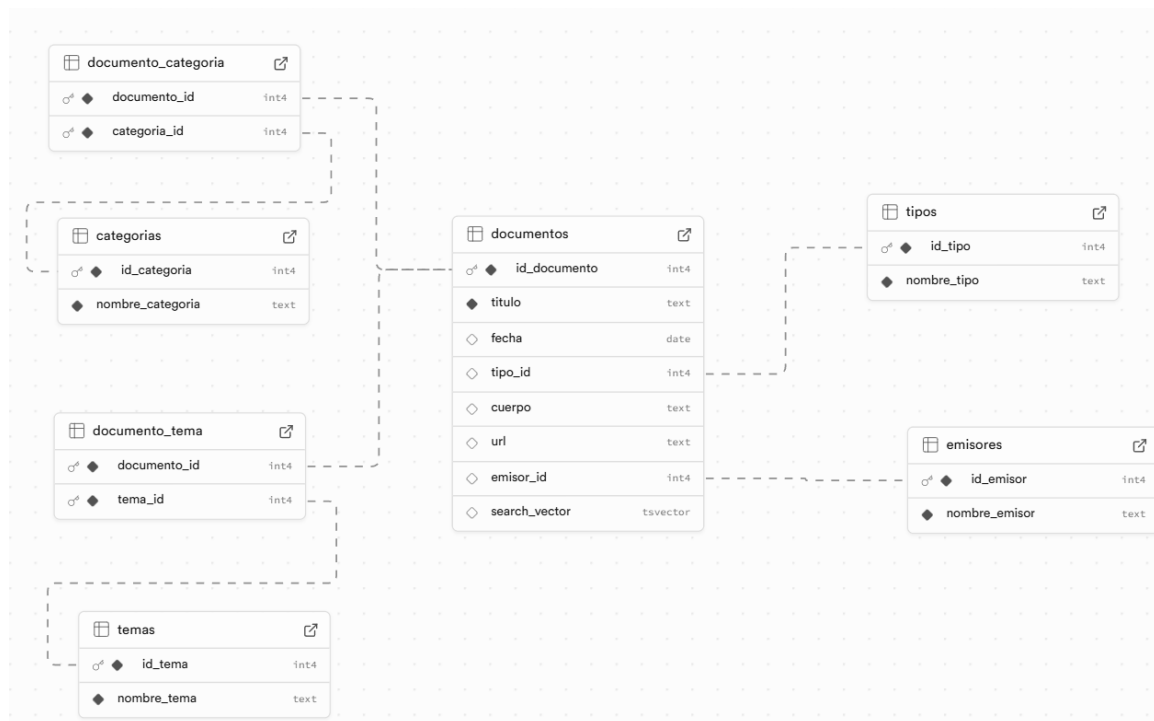 documento_categoria
documento_id int4
categoria_id int4
categorias
id_categoria int4
nombre_categoria text
documento_tema
documento_id int4
tema_id int4
temas
id_tema int4
nombre_tema text
documentos
id_documento int4
titulo text
fecha date
tipo_id int4
cuerpo text
url text
emisor_id int4
search_vector tsvector
tipos
id_tipo int4
nombre_tipo text
emisores
id_emisor int4
nombre_emisor text